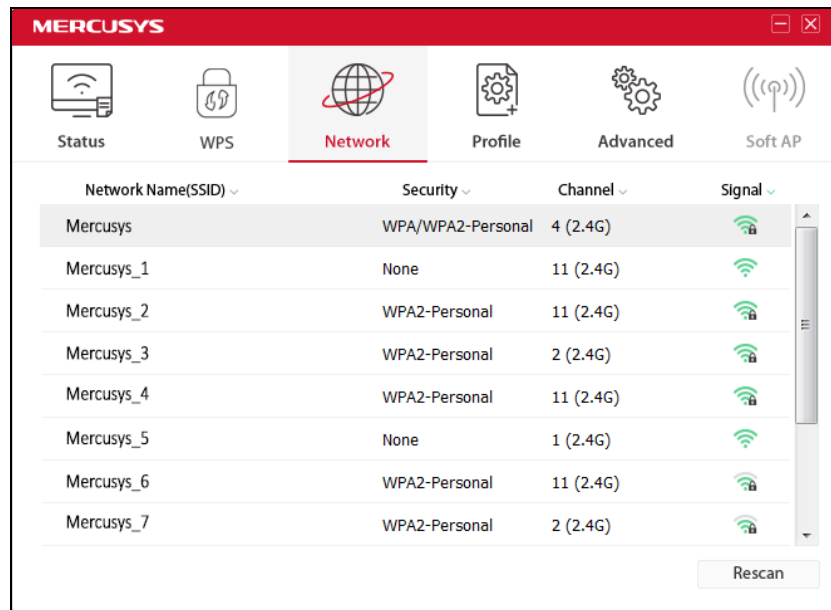 MERCUSYS
Status WPS Network Profile Advanced Soft AP
Network Name(SSID) Security Channel Signal
Mercusys WPA/WPA2-Personal 4 (2.4G)
Mercusys_1 None 11 (2.4G)
Mercusys_2 WPA2-Personal 11 (2.4G)
Mercusys_3 WPA2-Personal 2 (2.4G)
Mercusys_4 WPA2-Personal 11 (2.4G)
Mercusys_5 None 1 (2.4G)
Mercusys_6 WPA2-Personal 11 (2.4G)
Mercusys_7 WPA2-Personal 2 (2.4G)
Rescan